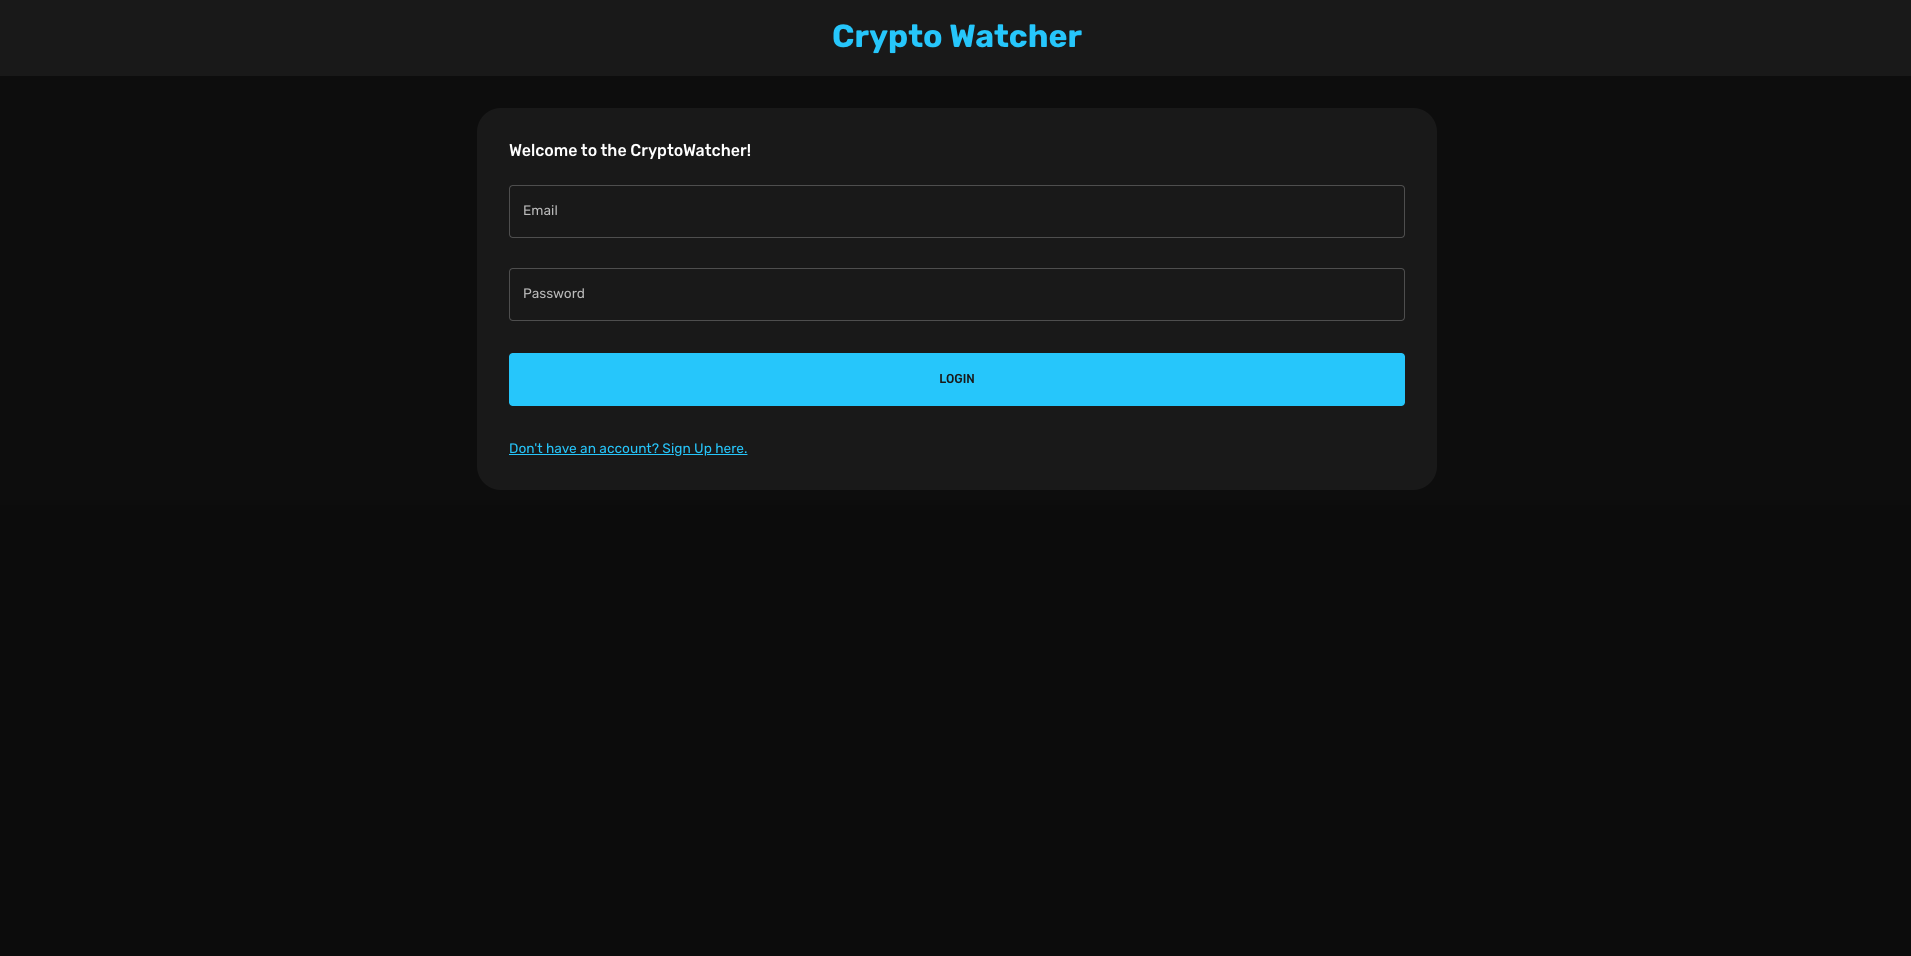 Crypto Watcher
Welcome to the CryptoWatcher!
Email
Password
LOGIN
Don't have an account? Sign Up here.